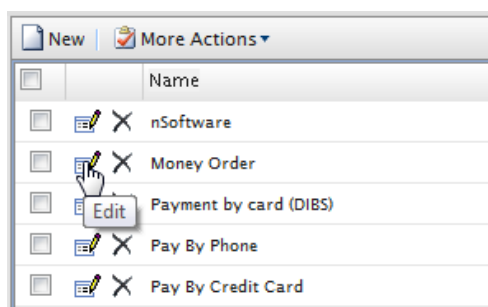 New More Actions
Name
nSoftware
Money Order
Edit
Payment by card (DIBS)
Pay By Phone
Pay By Credit Card